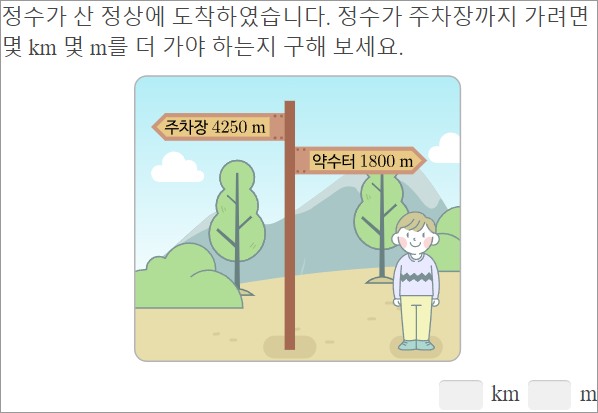 정수가 산 정상에 도착하였습니다. 정수가 주차장까지 가려면
몇 km 몇 m를 더 가야 하는지 구해 보세요.
주차장 4250 m
약수터 1800 m
km m